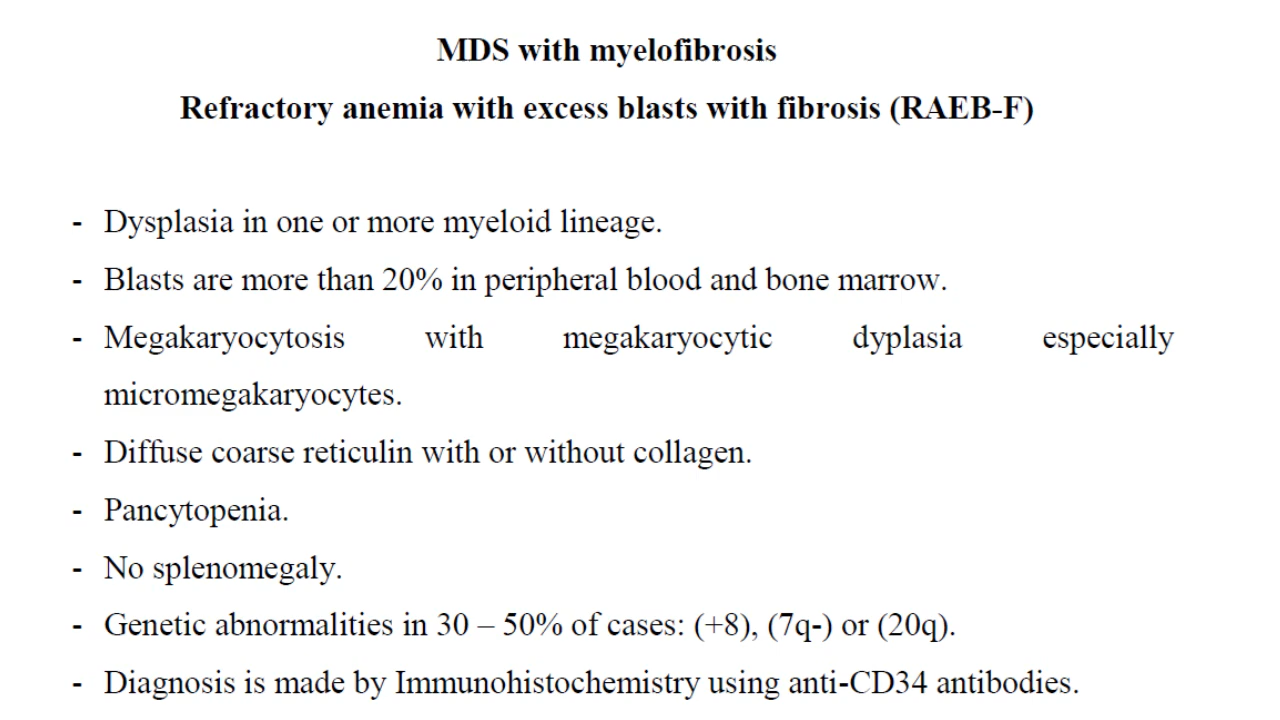 MDS with myelofibrosis
Refractory anemia with excess blasts with fibrosis (RAEB-F)
- Dysplasia in one or more myeloid lineage.
- Blasts are more than 20% in peripheral blood and bone marrow.
- Megakaryocytosis with megakaryocytic dyplasia especially
micromegakaryocytes.
- Diffuse coarse reticulin with or without collagen.
- Pancytopenia.
- No splenomegaly.
- Genetic abnormalities in 30 – 50% of cases: (+8), (7q-) or (20q).
- Diagnosis is made by Immunohistochemistry using anti-CD34 antibodies.